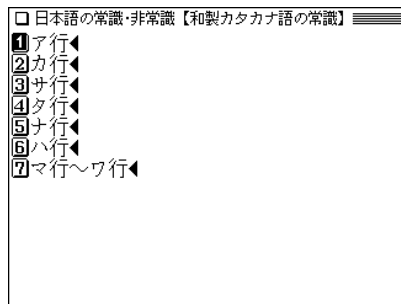 日本語の常識・非常識【和製カタカナ語の常識】
1 ア行◀
2 カ行◀
3 サ行◀
4 タ行◀
5 ナ行◀
6 ハ行◀
7 マ行～ワ行◀